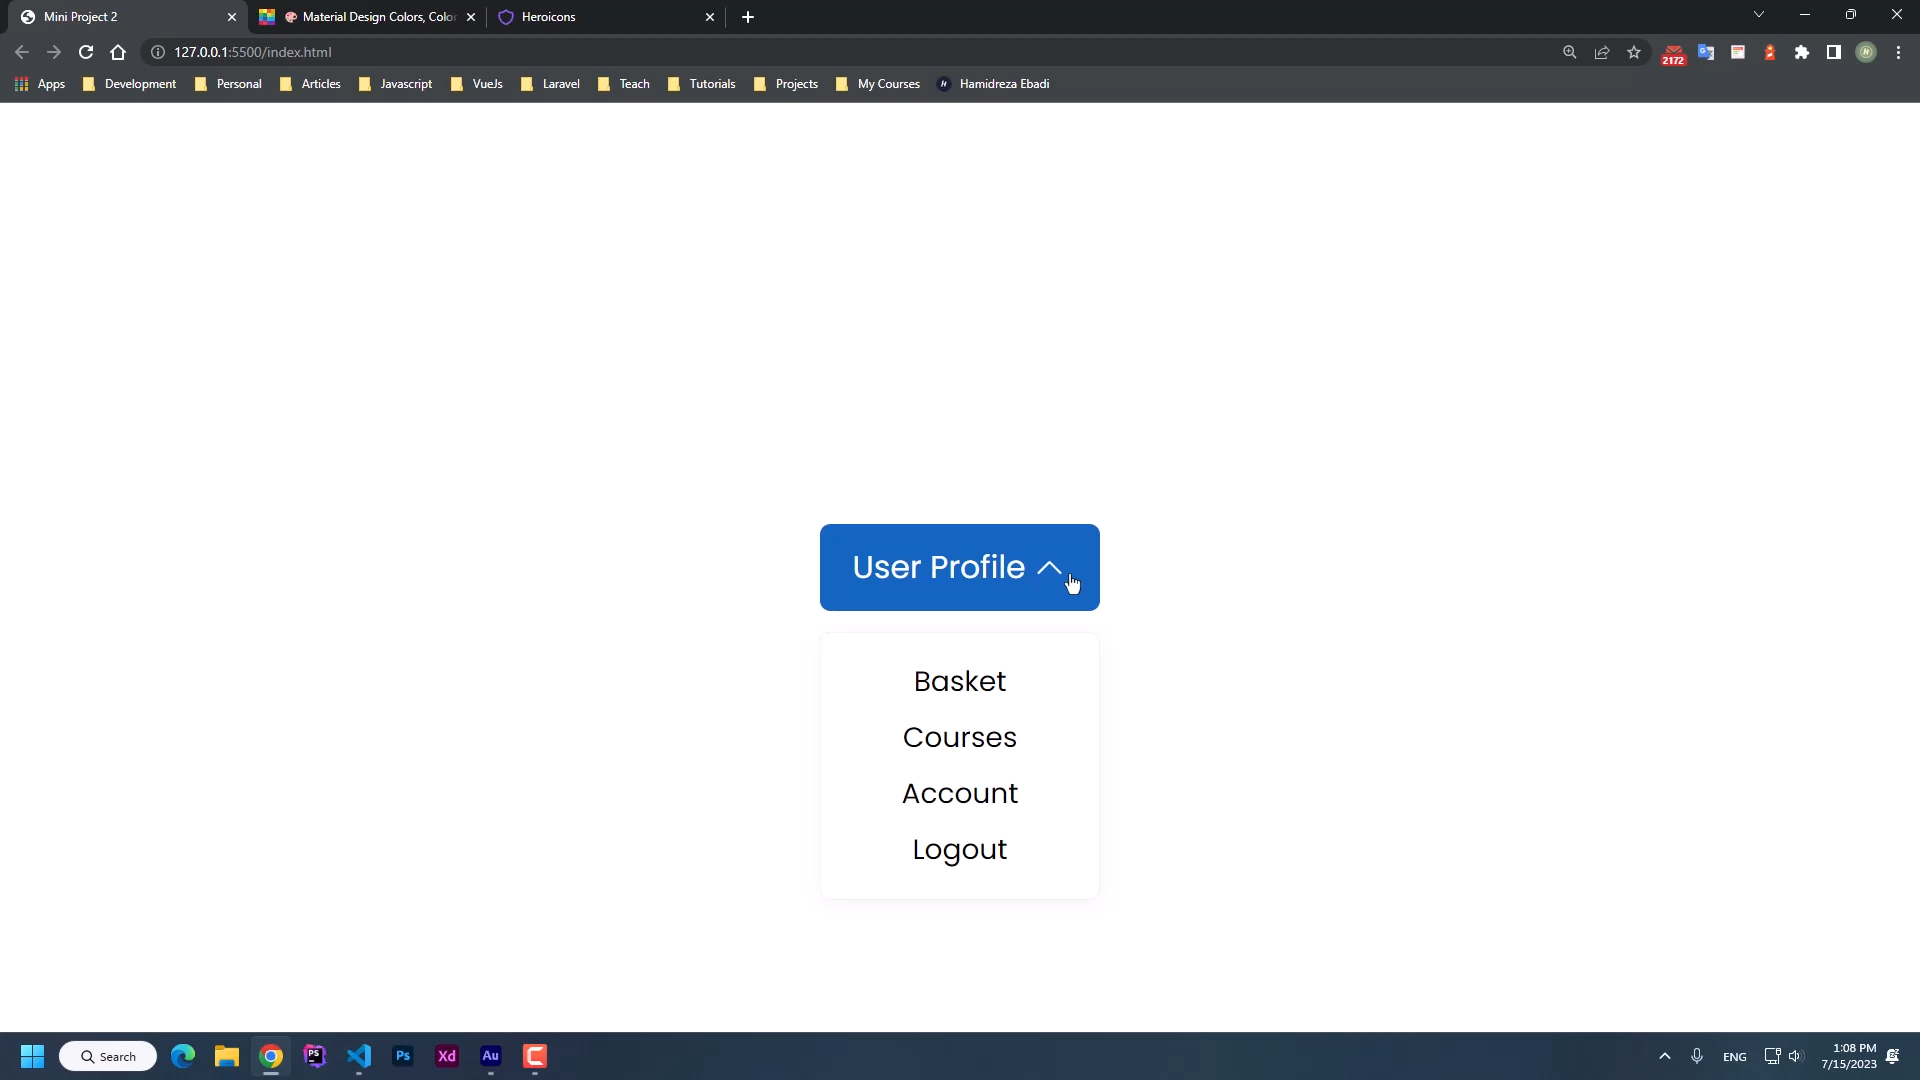 Mini Project 2
Material Design Colors, Color
Heroicons
127.0.0.1:5500/index.html
2172
Apps Development Personal Articles Javascript VueJs Laravel Teach Tutorials Projects My Courses Hamidreza Ebadi
User Profile
Basket
Courses
Account
Logout
Search
PS
Ps
Xd
Au
ENG
1:08 PM
7/15/2023